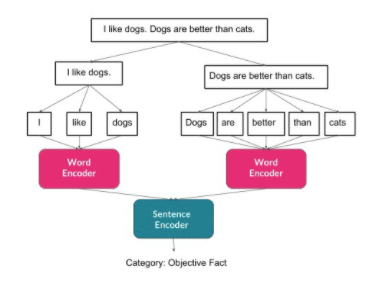 I like dogs. Dogs are better than cats.
I like dogs.
Dogs are better than cats.
I
like
dogs
Dogs
are
better
than
cats
Word
Encoder
Word
Encoder
Sentence
Encoder
Category: Objective Fact